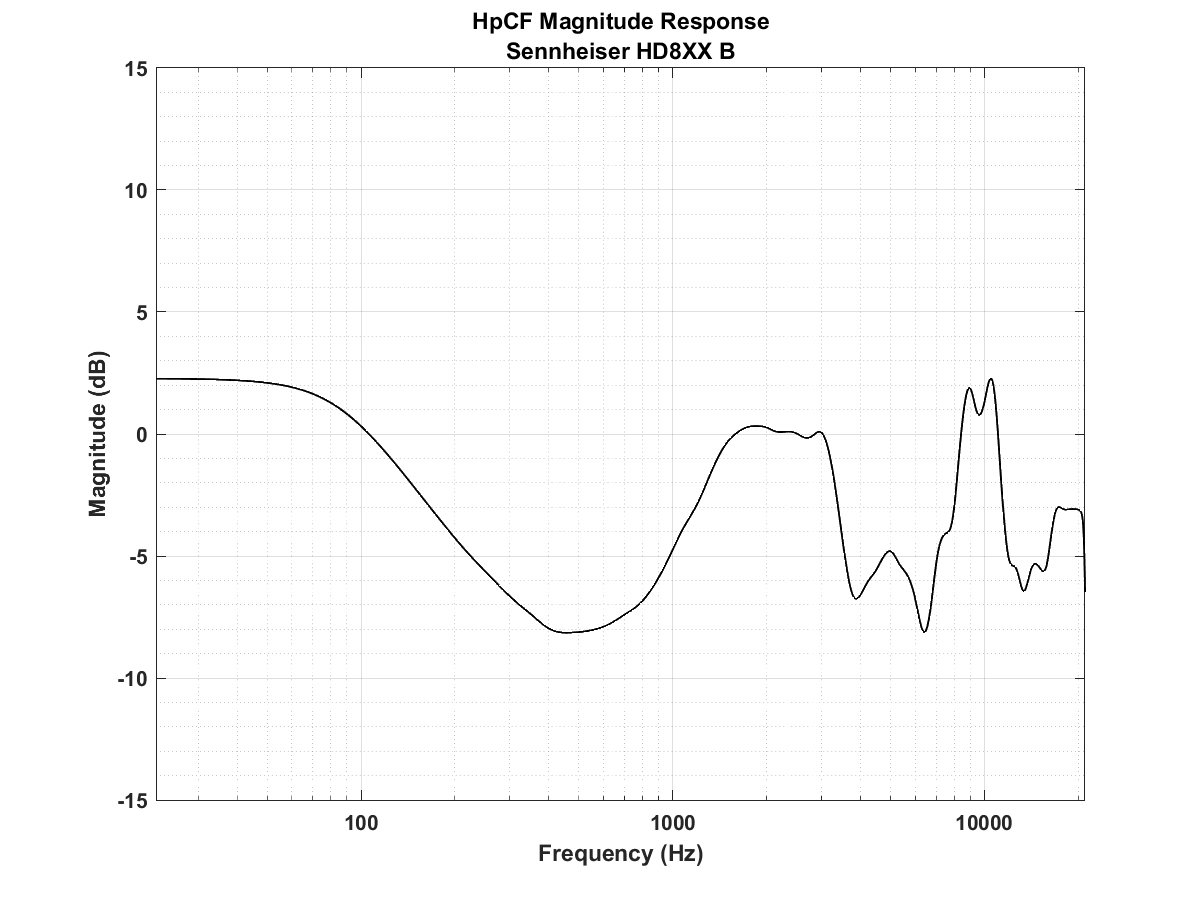 HpCF Magnitude Response
Sennheiser HD8XX B
15
10
5
0
-5
-10
-15
Magnitude (dB)
100
1000
10000
Frequency (Hz)